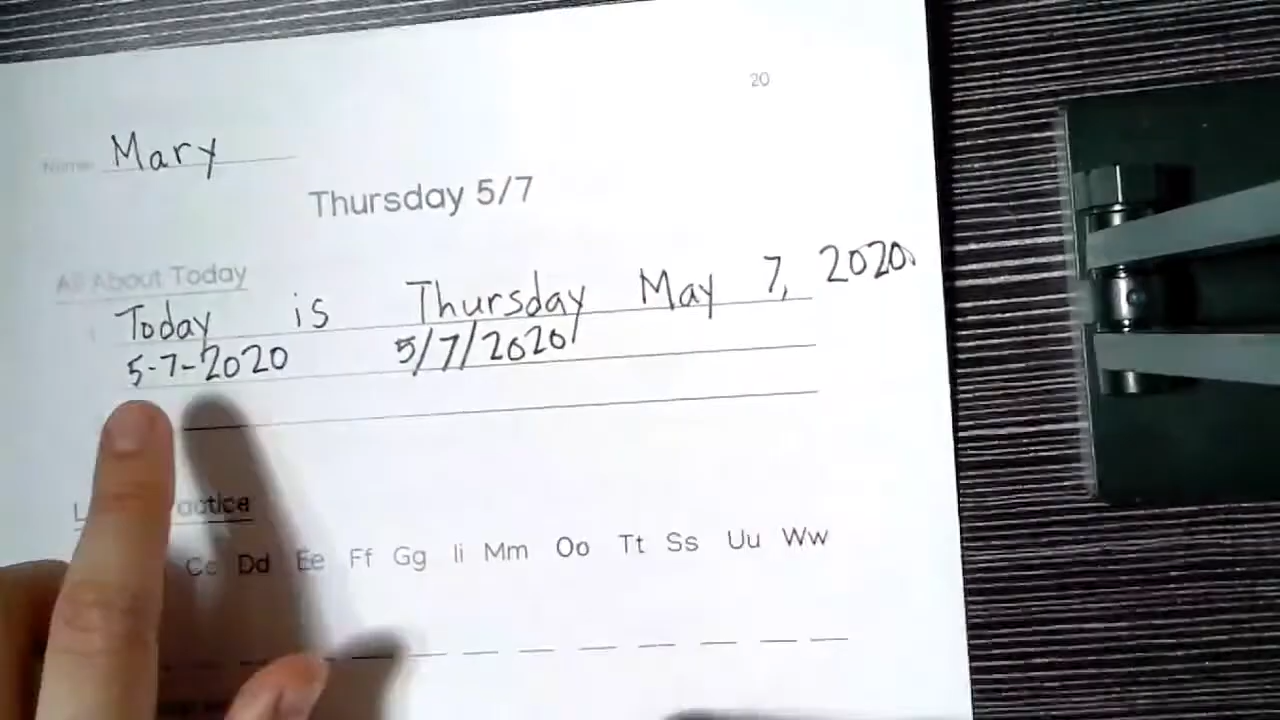 20
Name: Mary
Thursday 5/7
All About Today
Today is Thursday May 7, 2020.
5-7-2020 5/7/2020
Cc Dd Ee Ff Gg Ii Mm Oo Tt Ss Uu Ww